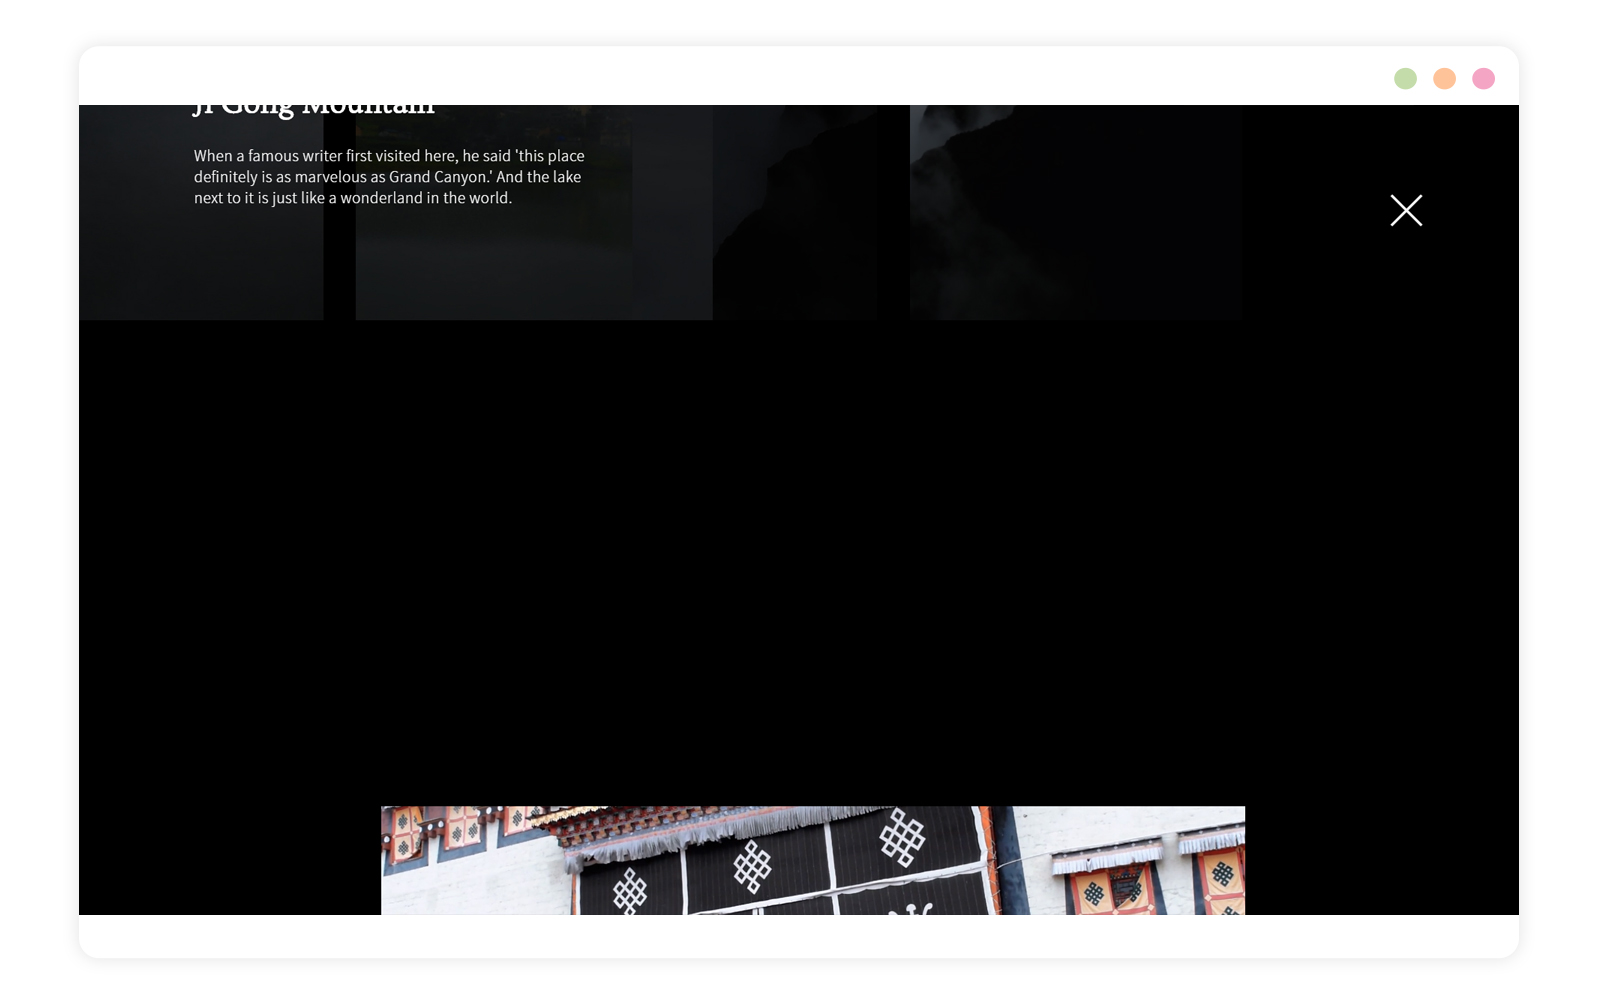 Ji Gong Mountain
When a famous writer first visited here, he said 'this place
definitely is as marvelous as Grand Canyon.' And the lake
next to it is just like a wonderland in the world.